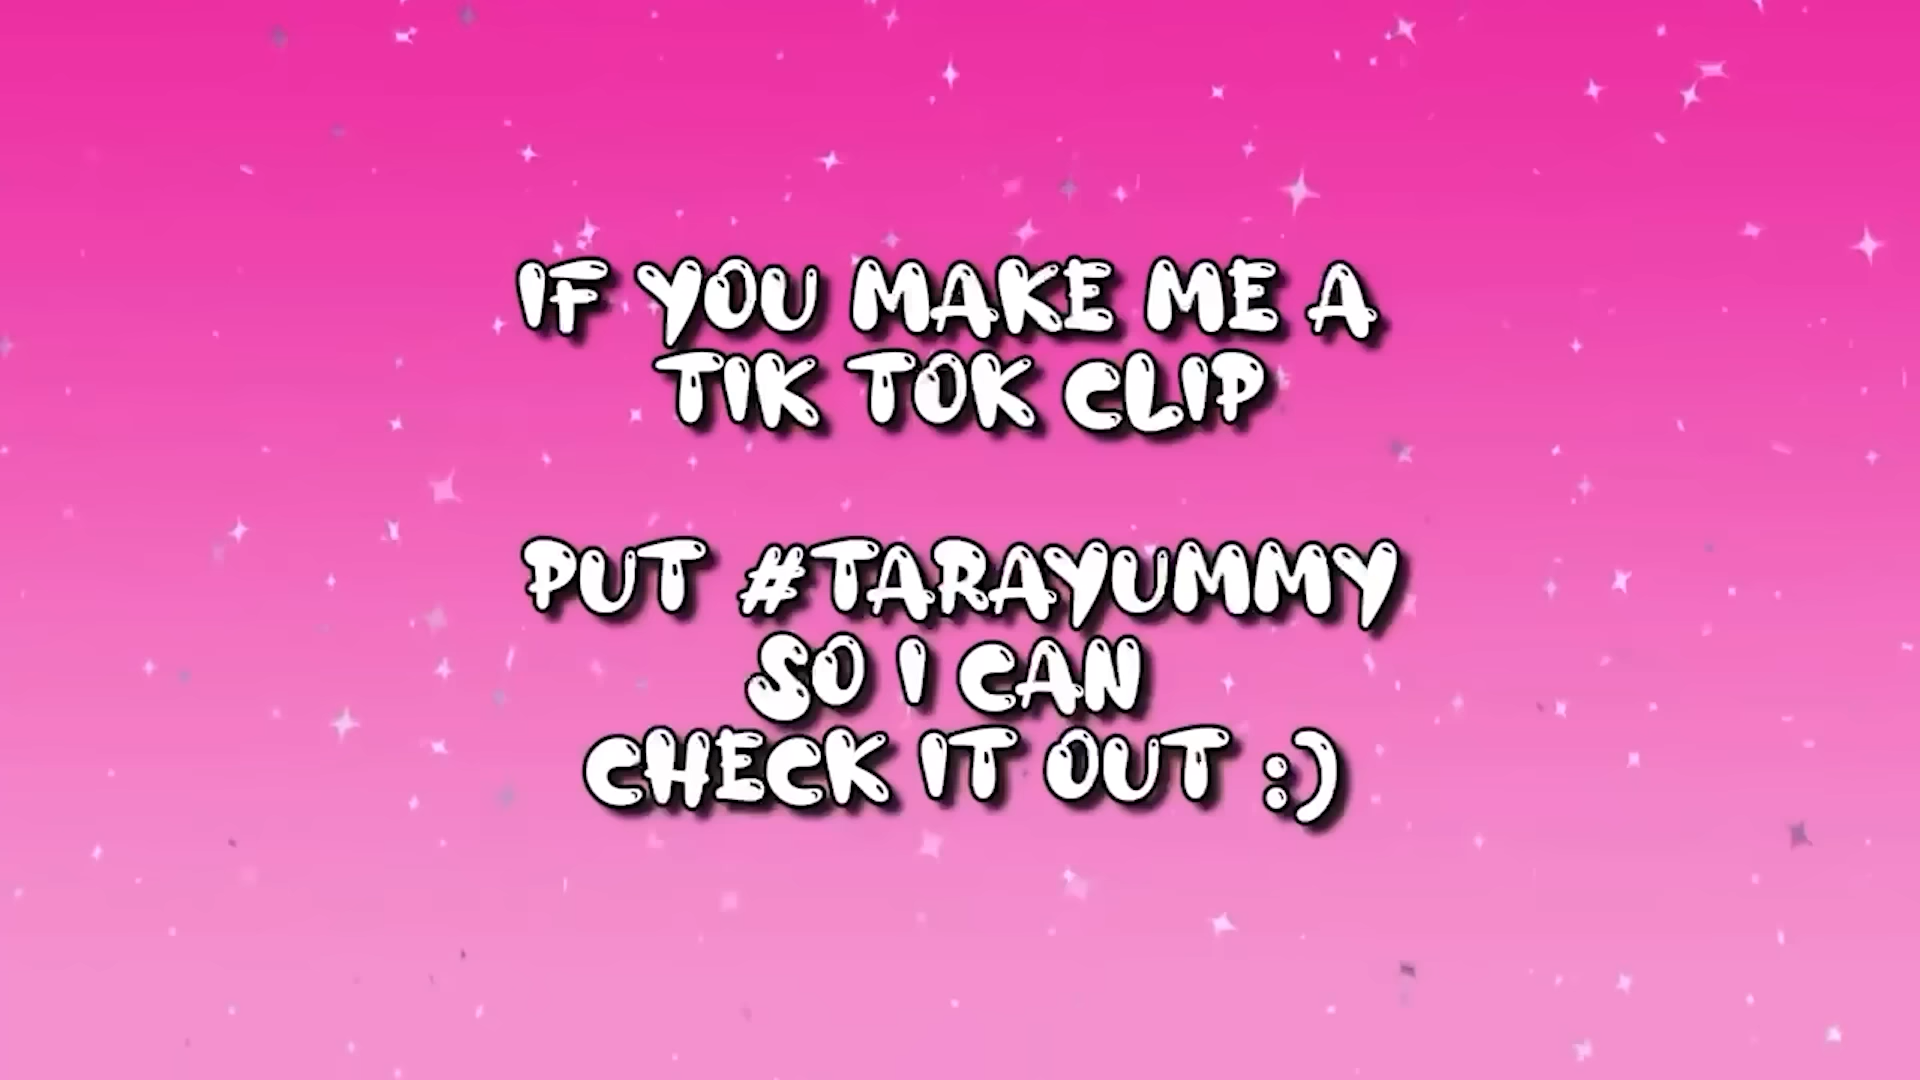 IF YOU MAKE ME A
TIK TOK CLIP
PUT #TARAYUMMY
SO I CAN
CHECK IT OUT :)